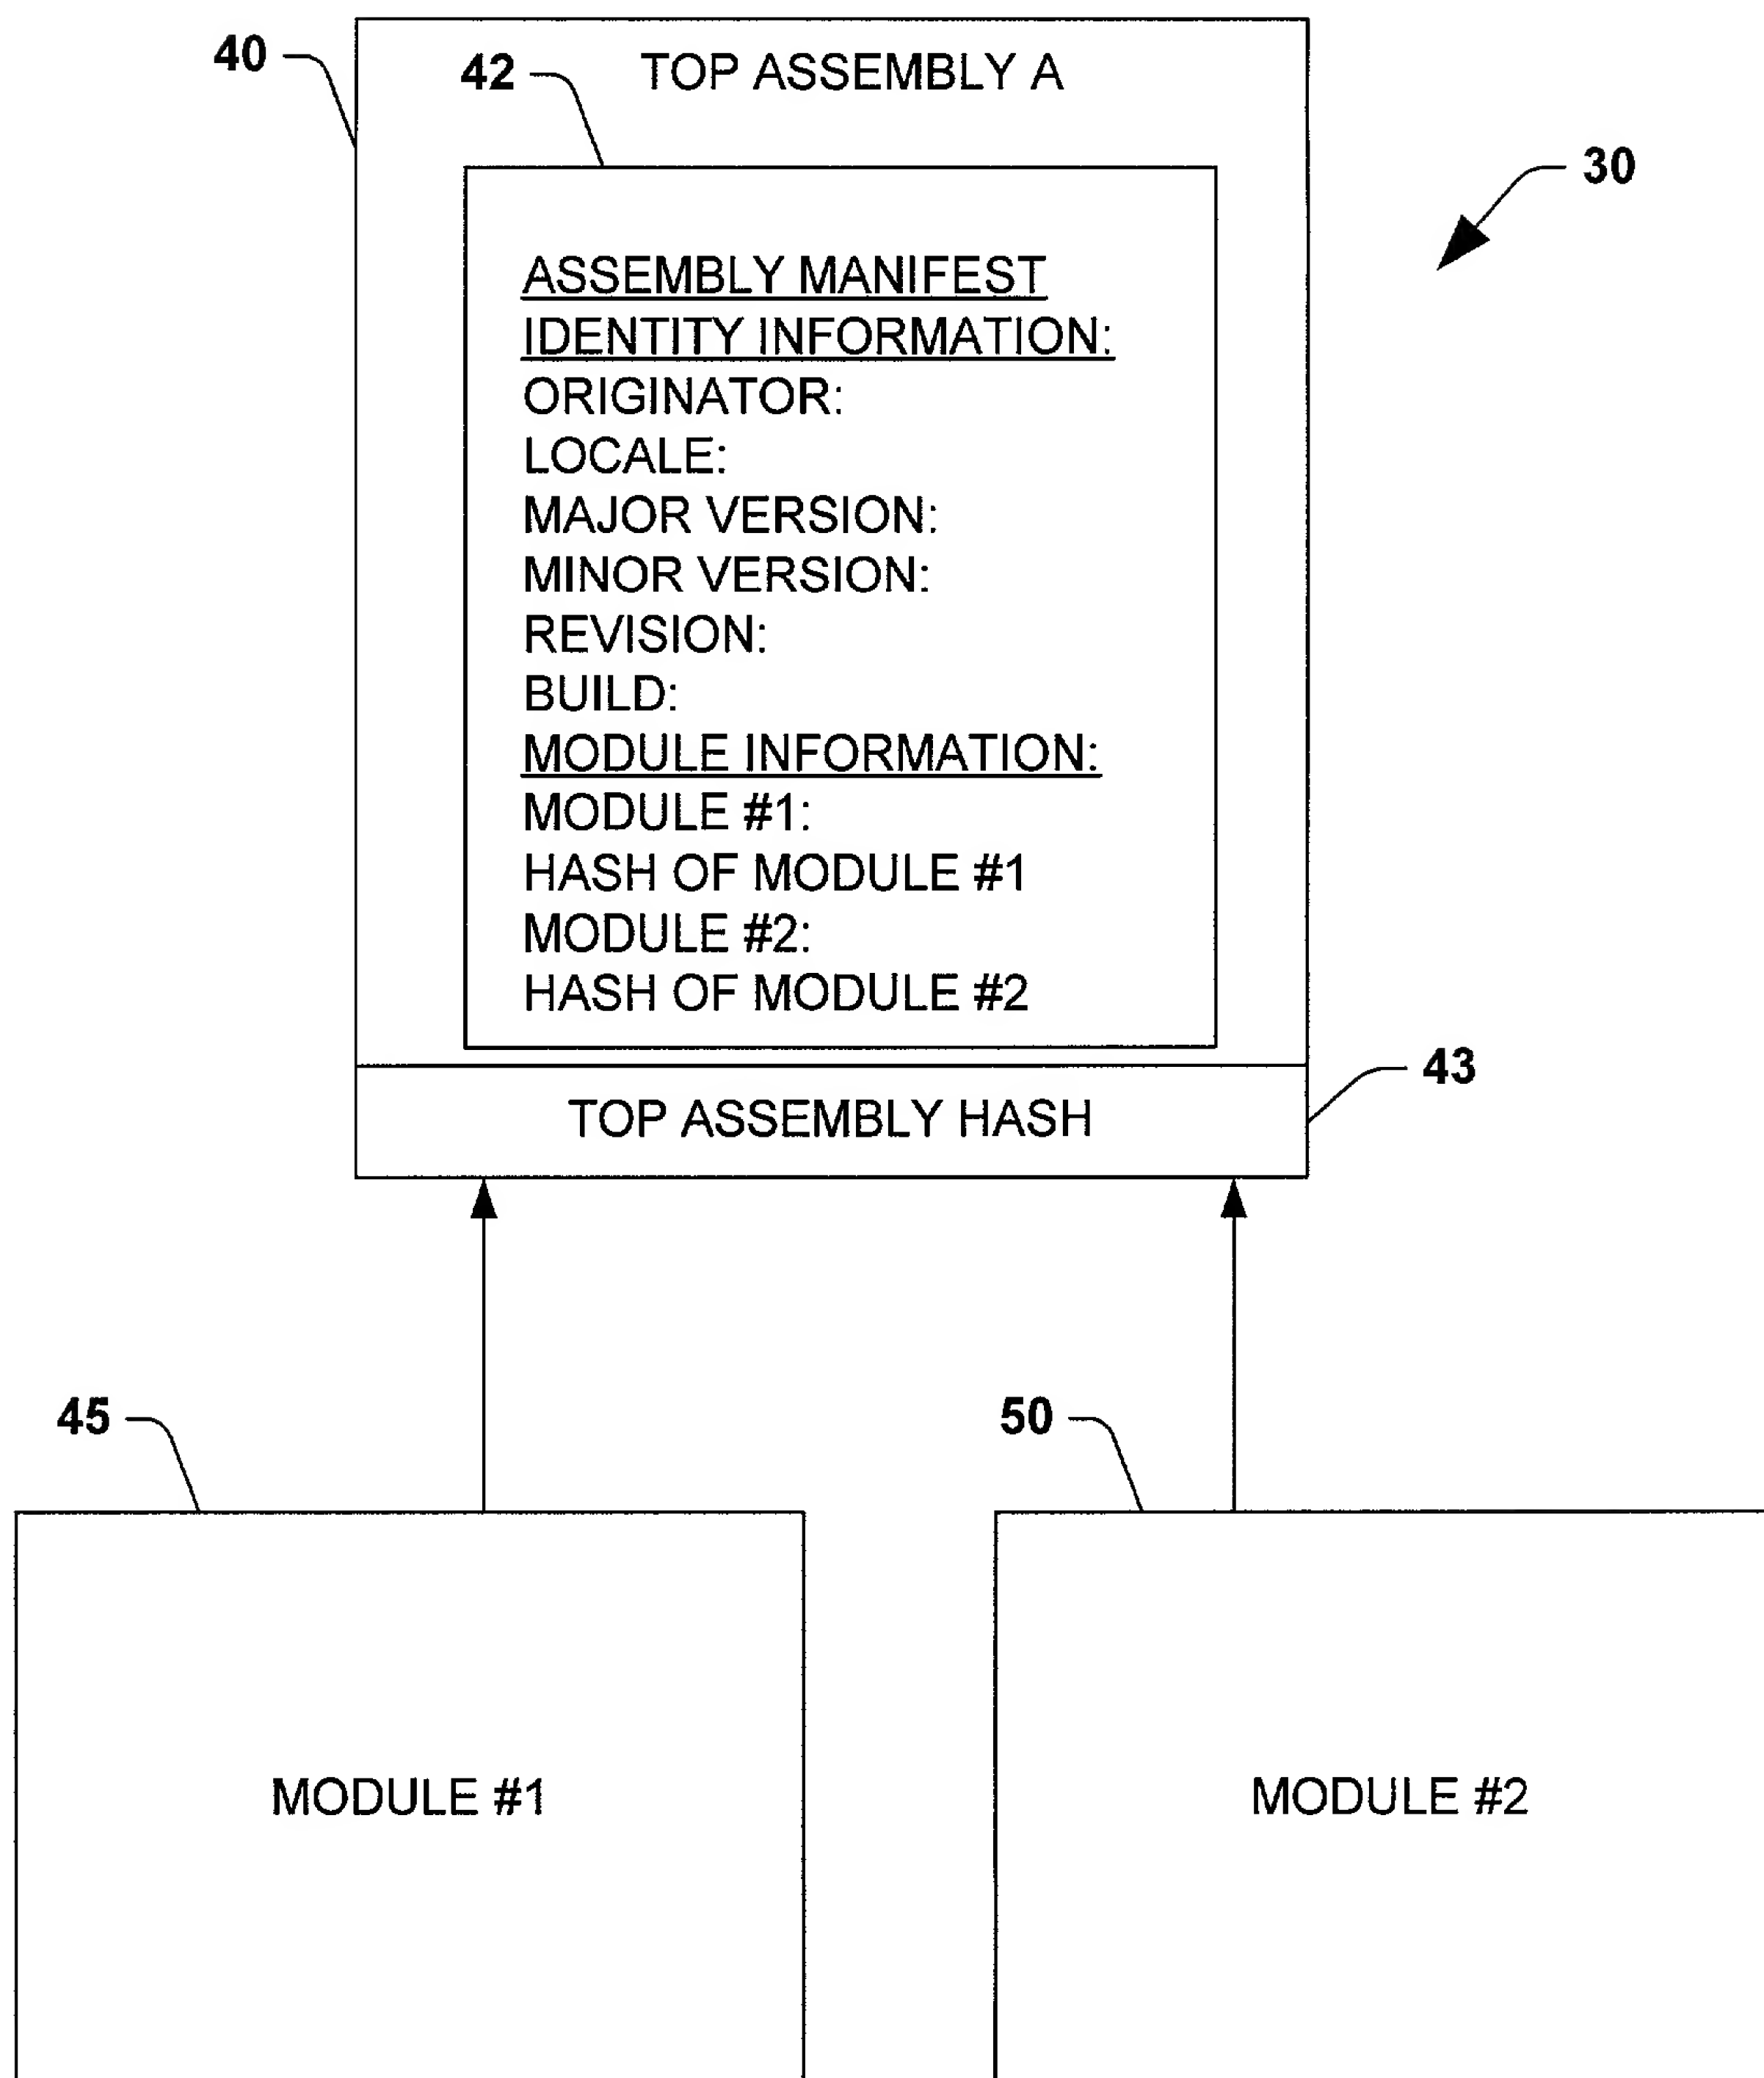 40
42
TOP ASSEMBLY A
30
ASSEMBLY MANIFEST
IDENTITY INFORMATION:
ORIGINATOR:
LOCALE:
MAJOR VERSION:
MINOR VERSION:
REVISION:
BUILD:
MODULE INFORMATION:
MODULE #1:
HASH OF MODULE #1
MODULE #2:
HASH OF MODULE #2
43
TOP ASSEMBLY HASH
45
50
MODULE #1
MODULE #2